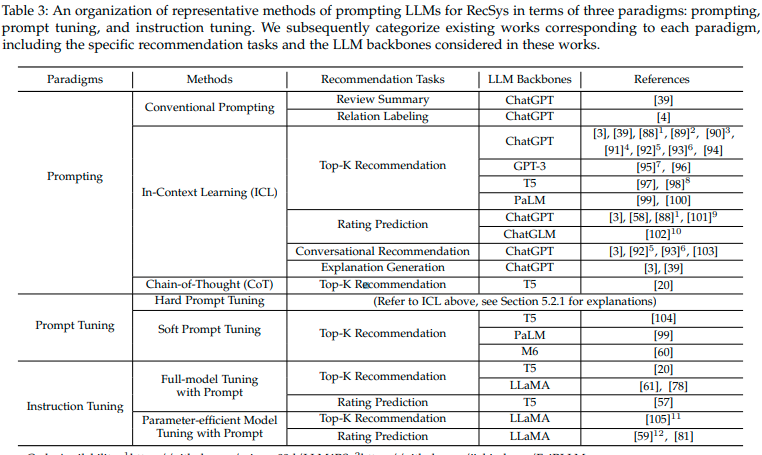 Table 3: An organization of representative methods of prompting LLMs for RecSys in terms of three paradigms: prompting,
prompt tuning, and instruction tuning. We subsequently categorize existing works corresponding to each paradigm,
including the specific recommendation tasks and the LLM backbones considered in these works.
Paradigms Methods Recommendation Tasks LLM Backbones References
Prompting
Conventional Prompting
Review Summary ChatGPT [39]
Relation Labeling ChatGPT [4]
In-Context Learning (ICL)
Top-K Recommendation
ChatGPT
[3], [39], [88]¹, [89]², [90]³,
[91]⁴, [92]⁵, [93]⁶, [94]
GPT-3 [95]⁷, [96]
T5 [97], [98]⁸
PaLM [99], [100]
Rating Prediction
ChatGPT [3], [58], [88]¹, [101]⁹
ChatGLM [102]¹⁰
Conversational Recommendation ChatGPT [3], [92]⁵, [93]⁶, [103]
Explanation Generation ChatGPT [3], [39]
Chain-of-Thought (CoT) Top-K Recommendation T5 [20]
Prompt Tuning
Hard Prompt Tuning (Refer to ICL above, see Section 5.2.1 for explanations)
Soft Prompt Tuning
Top-K Recommendation
T5 [104]
PaLM [99]
M6 [60]
Instruction Tuning
Full-model Tuning
with Prompt
Top-K Recommendation
T5 [20]
LLaMA [61], [78]
Rating Prediction T5 [57]
Parameter-efficient Model
Tuning with Prompt
Top-K Recommendation LLaMA [105]¹¹
Rating Prediction LLaMA [59]¹², [81]